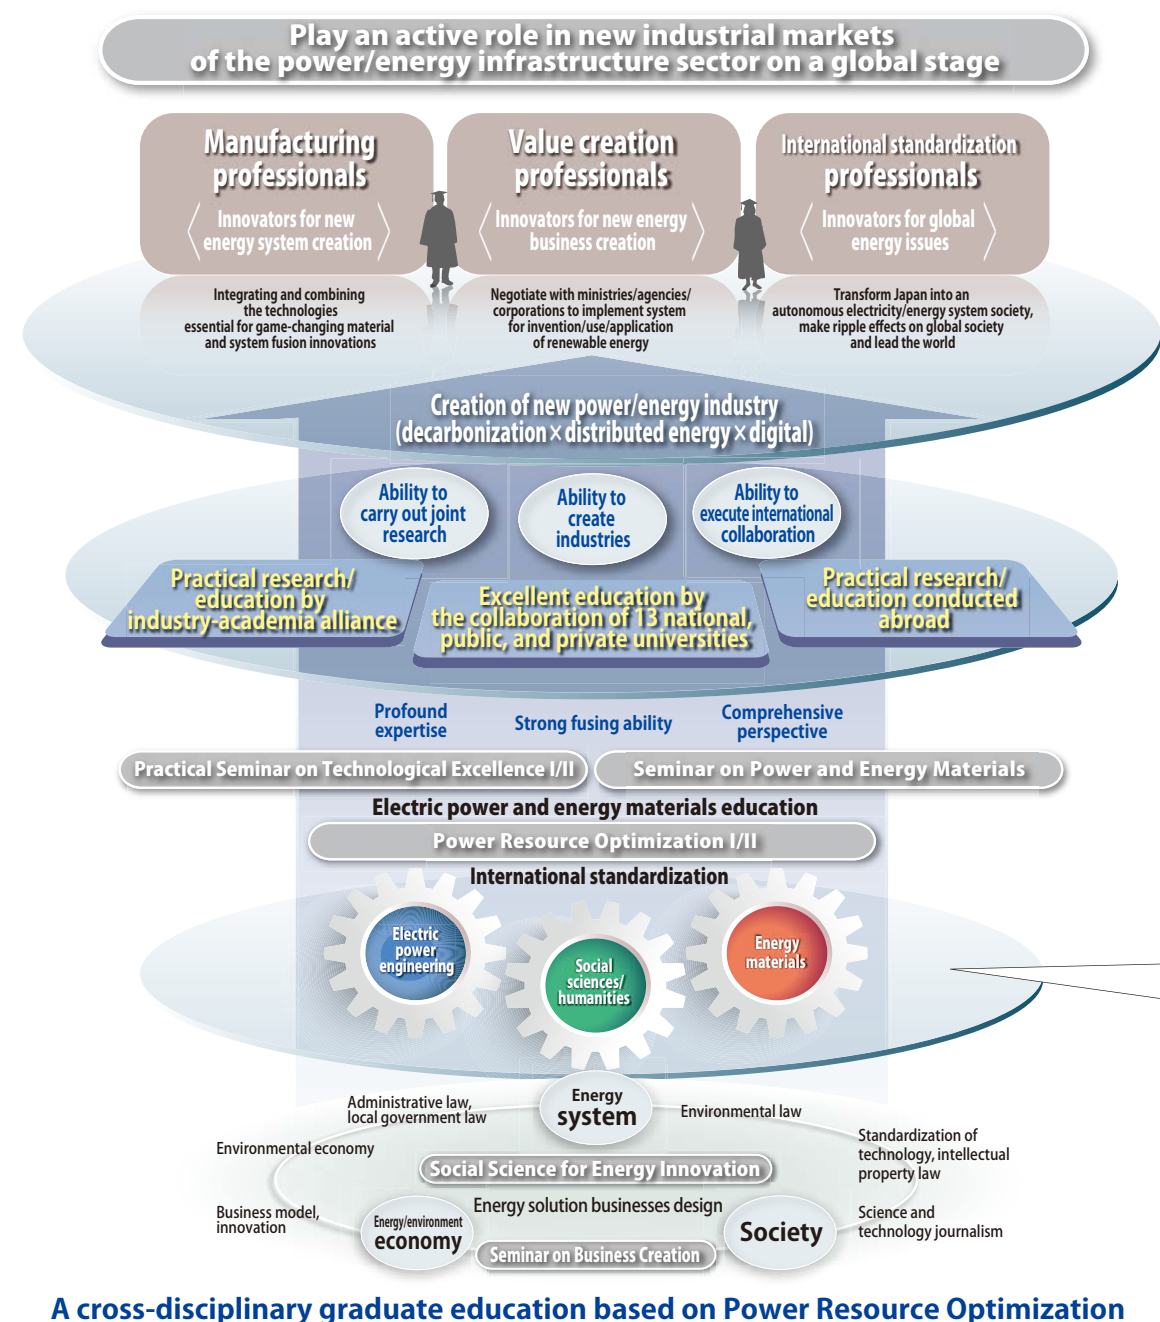 Play an active role in new industrial markets
of the power/energy infrastructure sector on a global stage
Manufacturing
professionals
Innovators for new
energy system creation
Integrating and combining
the technologies
essential for game-changing material
and system fusion innovations
Value creation
professionals
Innovators for new energy
business creation
Negotiate with ministries/agencies/
corporations to implement system
for invention/use/application
of renewable energy
International standardization
professionals
Innovators for global
energy issues
Transform Japan into an
autonomous electricity/energy system society,
make ripple effects on global society
and lead the world
Creation of new power/energy industry
(decarbonization×distributed energy×digital)
Ability to
carry out joint
research
Ability to
create
industries
Ability to
execute international
collaboration
Practical research/
education by
industry-academia alliance
Excellent education by
the collaboration of 13 national,
public, and private universities
Practical research/
education conducted
abroad
Profound
expertise
Strong fusing ability
Comprehensive
perspective
Practical Seminar on Technological Excellence I/II
Seminar on Power and Energy Materials
Electric power and energy materials education
Power Resource Optimization I/II
International standardization
Electric
power
engineering
Social
sciences/
humanities
Energy
materials
Energy
system
Administrative law,
local government law
Environmental law
Environmental economy
Standardization of
technology, intellectual
property law
Social Science for Energy Innovation
Business model,
innovation
Energy/environment
economy
Energy solution businesses design
Society
Science and
technology journalism
Seminar on Business Creation
A cross-disciplinary graduate education based on Power Resource Optimization